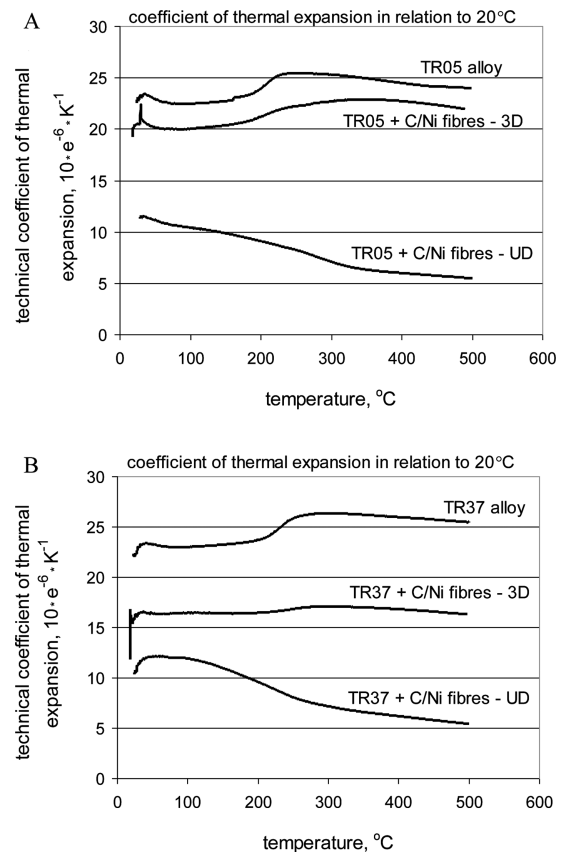 A
coefficient of thermal expansion in relation to 20°C
technical coefficient of thermal
expansion, 10*e⁻⁶*K⁻¹
30
25
20
15
10
5
0
TR05 alloy
TR05 + C/Ni fibres - 3D
TR05 + C/Ni fibres - UD
0 100 200 300 400 500 600
temperature, °C
B
coefficient of thermal expansion in relation to 20°C
technical coefficient of thermal
expansion, 10*e⁻⁶*K⁻¹
30
25
20
15
10
5
0
TR37 alloy
TR37 + C/Ni fibres - 3D
TR37 + C/Ni fibres - UD
0 100 200 300 400 500 600
temperature, °C